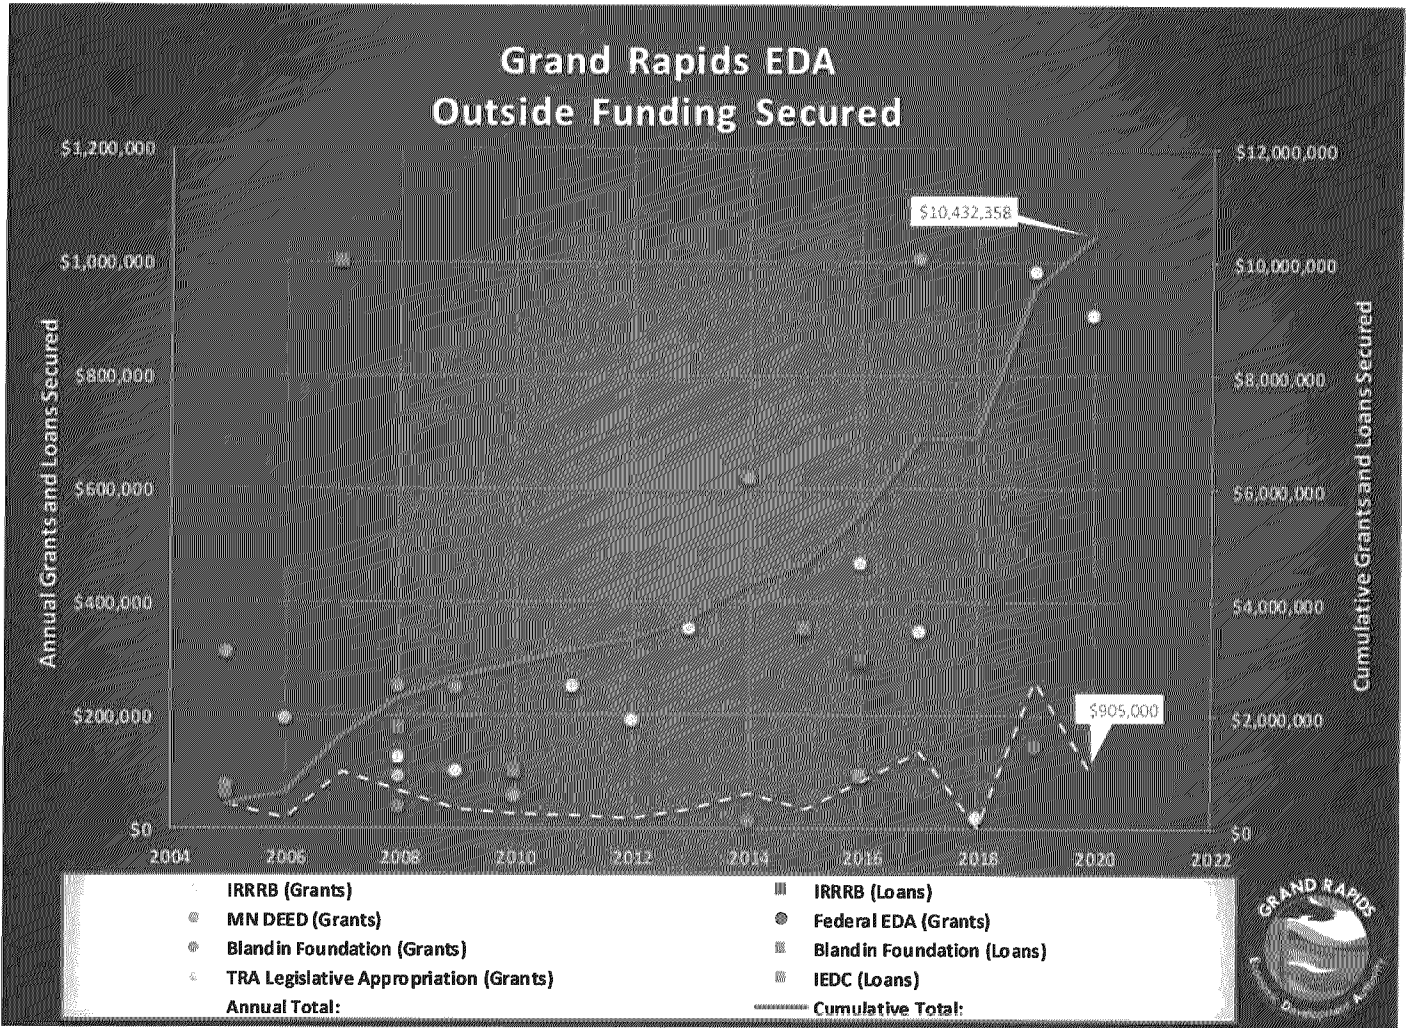 Grand Rapids EDA
Outside Funding Secured
$1,200,000
$1,000,000
$800,000
$600,000
$400,000
$200,000
$0
Annual Grants and Loans Secured
$12,000,000
$10,000,000
$8,000,000
$6,000,000
$4,000,000
$2,000,000
$0
Cumulative Grants and Loans Secured
$10,432,358
$905,000
2004 2006 2008 2010 2012 2014 2016 2018 2020 2022
IRRRB (Grants)
IRRRB (Loans)
MN DEED (Grants)
Federal EDA (Grants)
Blandin Foundation (Grants)
Blandin Foundation (Loans)
TRA Legislative Appropriation (Grants)
IEDC (Loans)
Annual Total:
Cumulative Total:
GRAND RAPIDS
Economic Development Authority